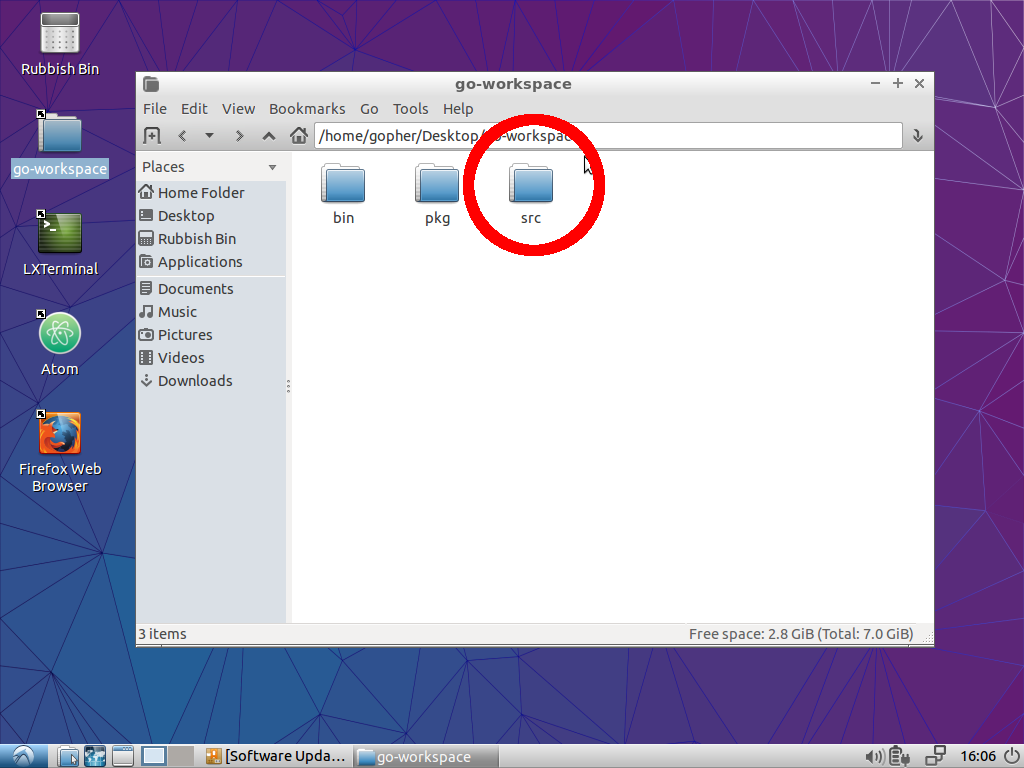 Rubbish Bin
go-workspace
LXTerminal
Atom
Firefox Web
Browser
go-workspace
File Edit View Bookmarks Go Tools Help
/home/gopher/Desktop/go-workspace
Places
Home Folder
Desktop
Rubbish Bin
Applications
Documents
Music
Pictures
Videos
Downloads
bin pkg src
3 items Free space: 2.8 GiB (Total: 7.0 GiB)
[Software Upda... go-workspace 16:06